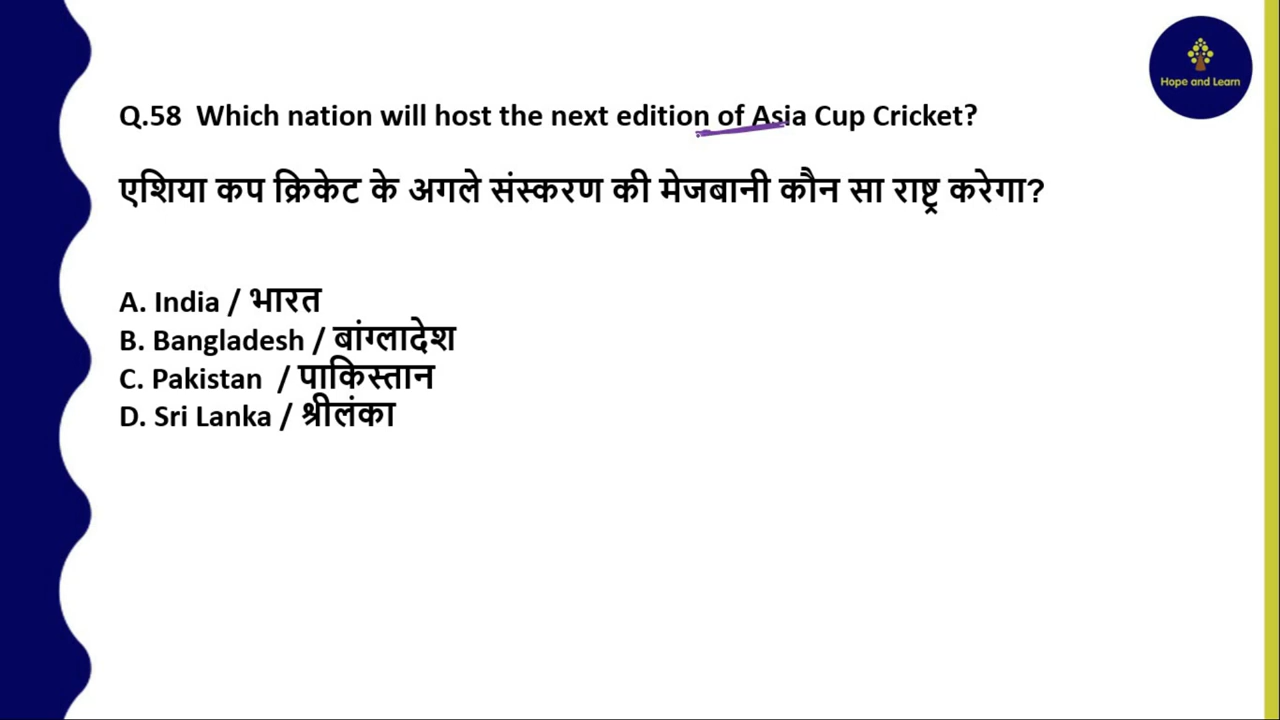 Hope and Learn
Q.58 Which nation will host the next edition of Asia Cup Cricket?
एशिया कप क्रिकेट के अगले संस्करण की मेजबानी कौन सा राष्ट्र करेगा?
A. India / भारत
B. Bangladesh / बांग्लादेश
C. Pakistan / पाकिस्तान
D. Sri Lanka / श्रीलंका